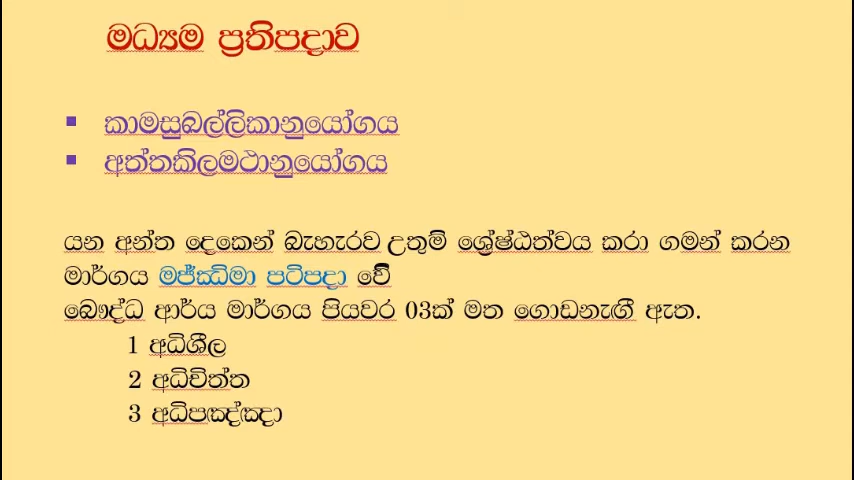 මධ්‍යම ප්‍රතිපදාව
▪ කාමසුඛල්ලිකානුයෝගය
▪ අත්තකිලමථානුයෝගය
යන අන්ත දෙකෙන් බැහැරව උතුම් ශ්‍රේෂ්ඨත්වය කරා ගමන් කරන
මාර්ගය මජ්ඣිමා පටිපදා වේ
බෞද්ධ ආර්ය මාර්ගය පියවර 03ක් මත ගොඩනැඟී ඇත.
1 අධිශීල
2 අධිචිත්ත
3 අධිපඤ්ඤා